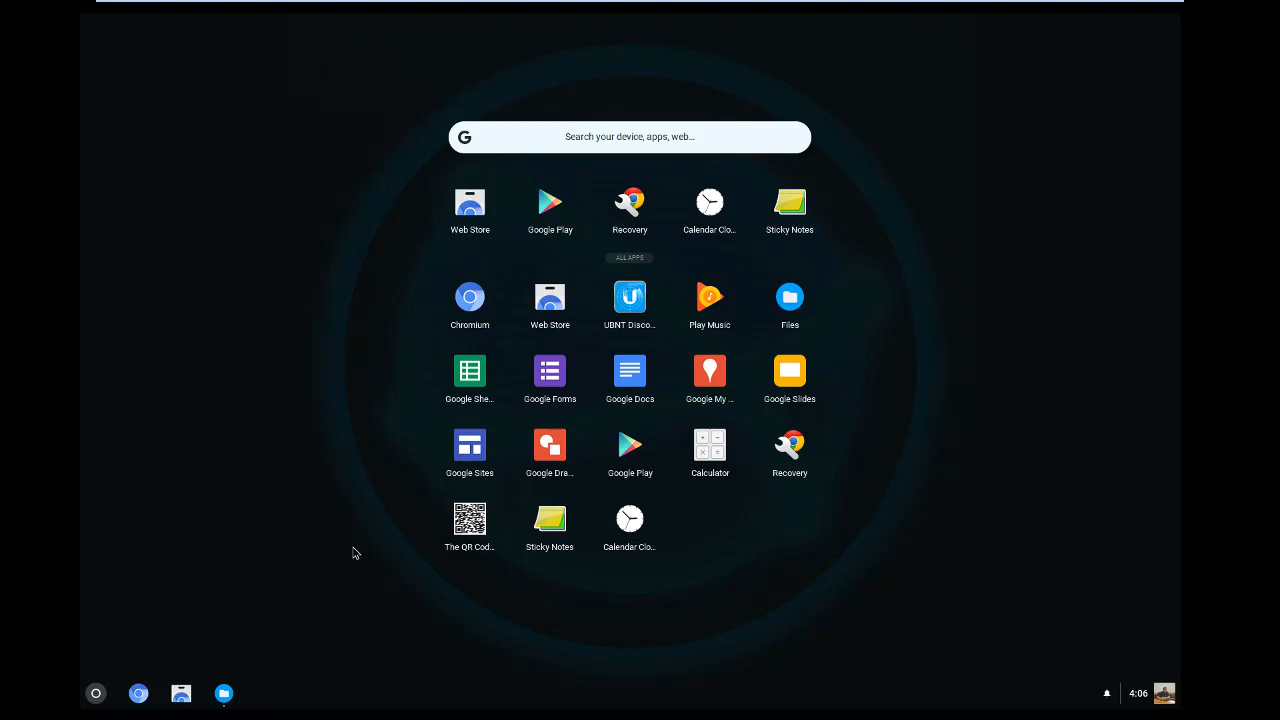 Search your device, apps, web...
Web Store
Google Play
Recovery
Calendar Clo...
Sticky Notes
ALL APPS
Chromium
Web Store
UBNT Disco...
Play Music
Files
Google She...
Google Forms
Google Docs
Google My ...
Google Slides
Google Sites
Google Dra...
Google Play
Calculator
Recovery
The QR Cod...
Sticky Notes
Calendar Clo...
4:06